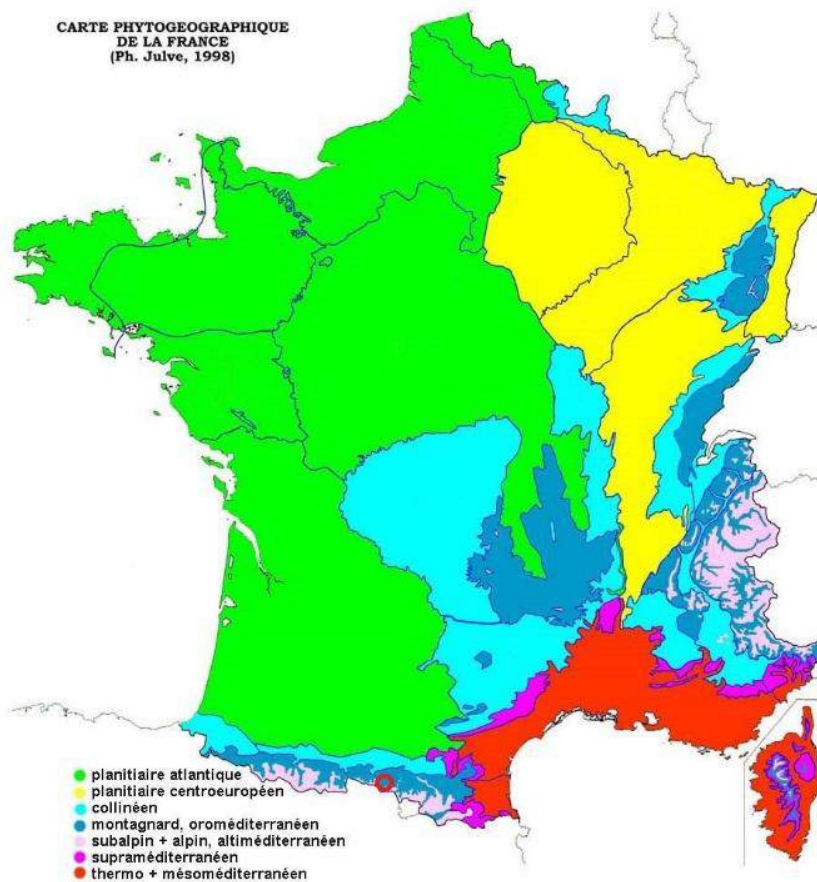 CARTE PHYTOGEOGRAPHIQUE
DE LA FRANCE
(Ph. Julve, 1998)
planitiaire atlantique
planitiaire centroeuropéen
collinéen
montagnard, oroméditerranéen
subalpin + alpin, altiméditerranéen
supraméditerranéen
thermo + mésoméditerranéen